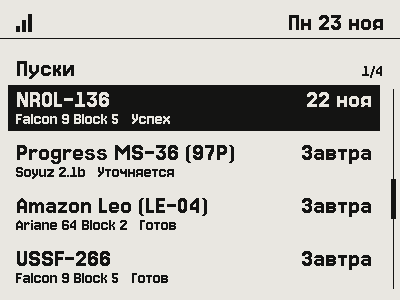 Пн 23 ноя
Пуски 1/4
NROL-136 22 ноя
Falcon 9 Block 5 Успех
Progress MS-36 (97P) Завтра
Soyuz 2.1b Уточняется
Amazon Leo (LE-04) Завтра
Ariane 64 Block 2 Готов
USSF-266 Завтра
Falcon 9 Block 5 Готов